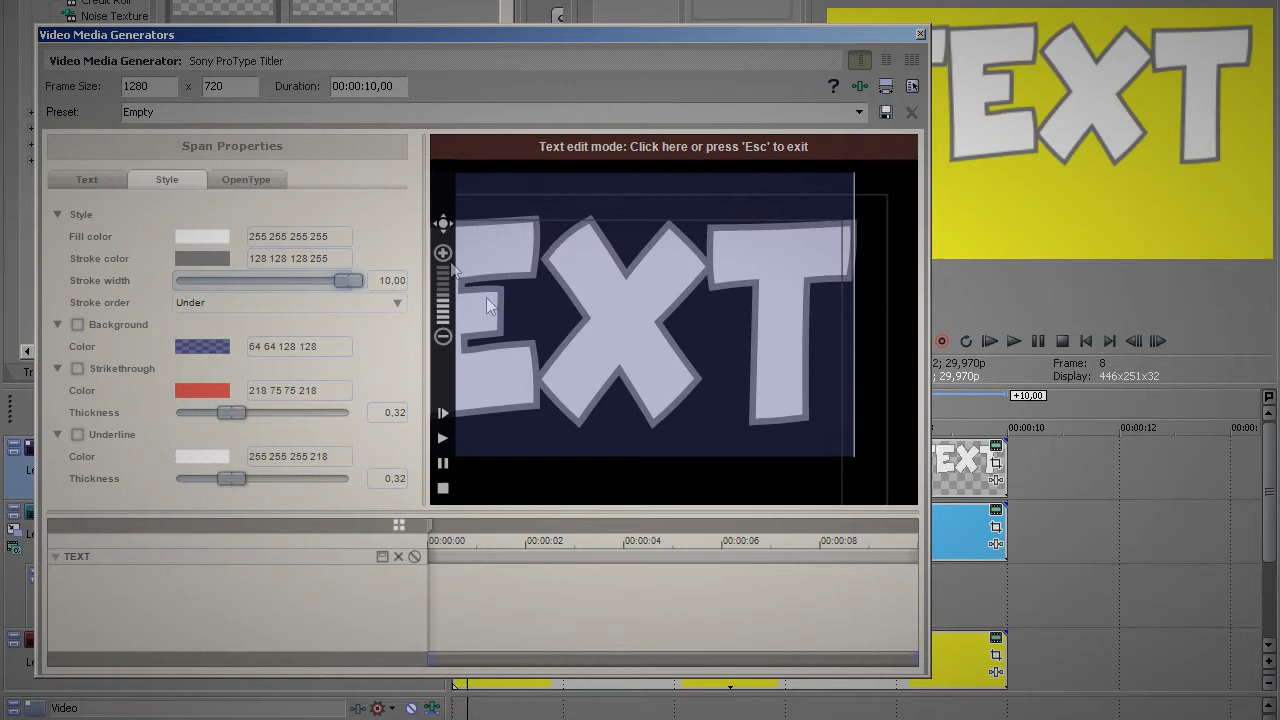 Credit Roll
Noise Texture
Video Media Generators
Video Media Generator: Sony ProType Titler
Frame Size: 1280 x 720 Duration: 00:00:10,00
Preset: Empty
Span Properties
Text edit mode: Click here or press 'Esc' to exit
Text Style OpenType
Style
Fill color 255 255 255 255
Stroke color 128 128 128 255
Stroke width 10,00
Stroke order Under
Background
Color 64 64 128 128
Strikethrough
Color 218 75 75 218
Thickness 0,32
Underline
Color 255 255 255 218
Thickness 0,32
EXT
TEXT
2; 29,970p Frame: 8
; 29,970p Display: 446x251x32
+10,00
00:00:10 00:00:12 00:00:
EXT
00:00:00 00:00:02 00:00:04 00:00:06 00:00:08
TEXT
Video